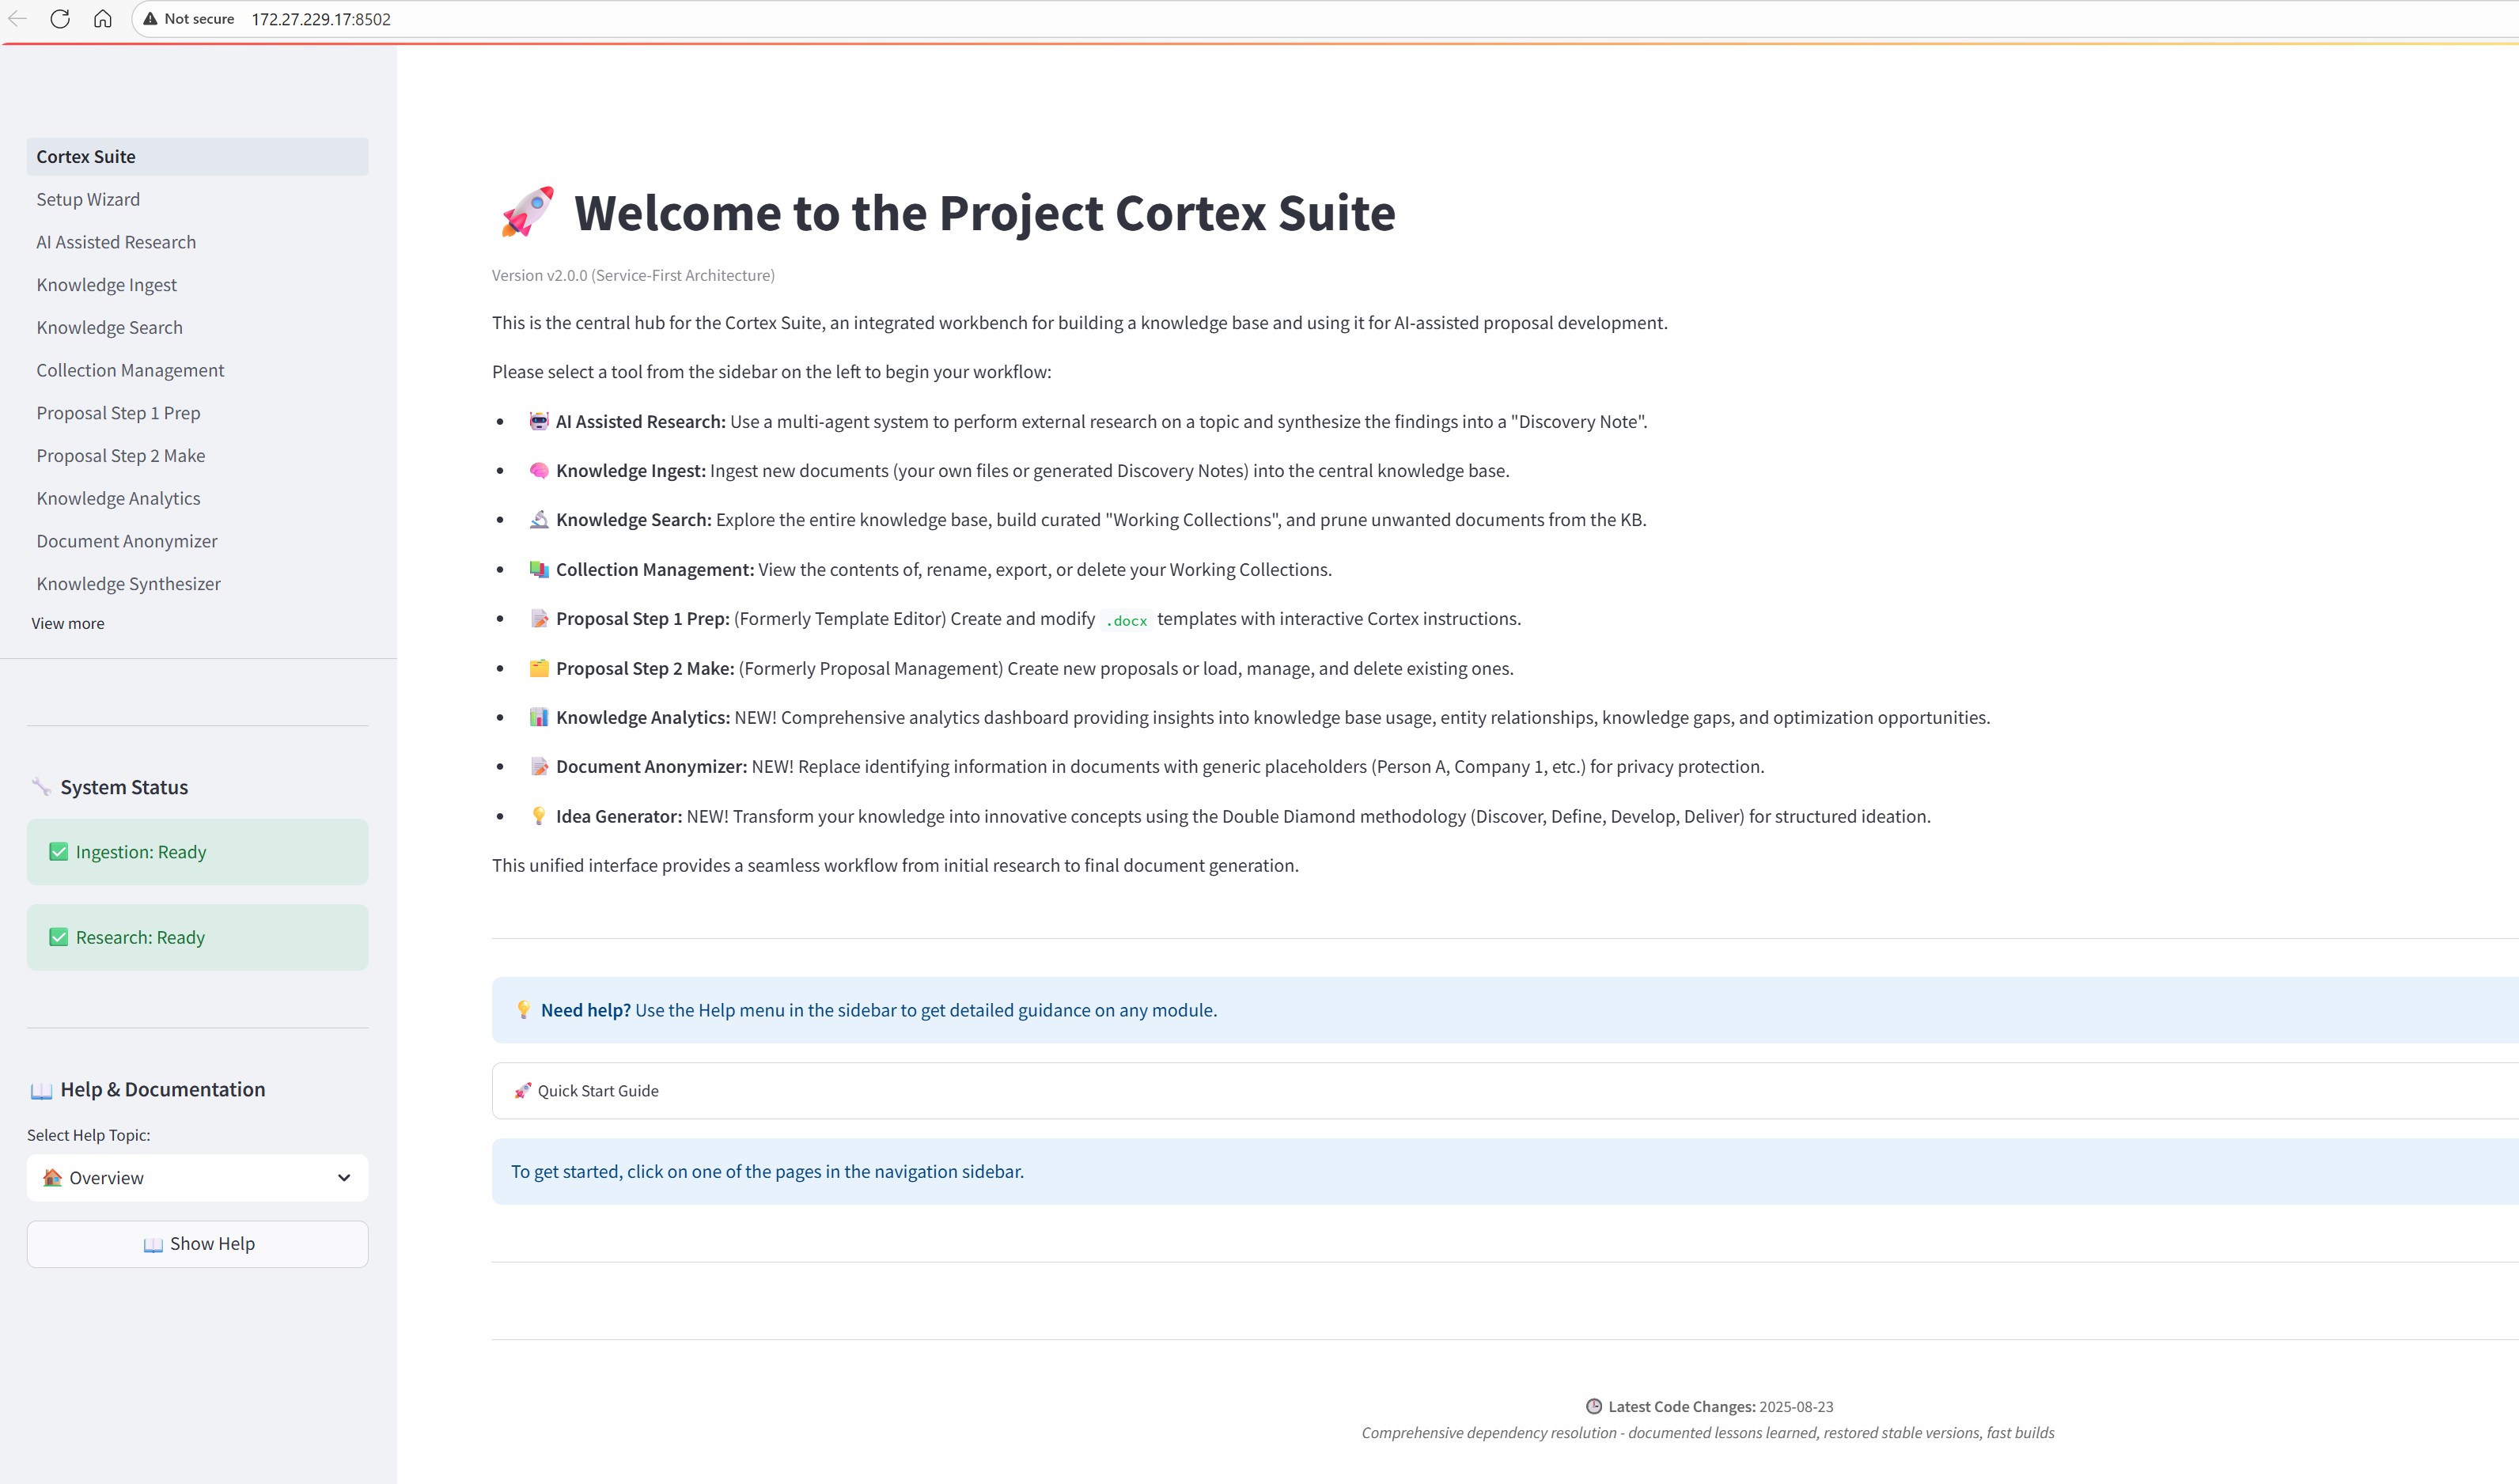 Not secure 172.27.229.17:8502
Cortex Suite
Setup Wizard
AI Assisted Research
Knowledge Ingest
Knowledge Search
Collection Management
Proposal Step 1 Prep
Proposal Step 2 Make
Knowledge Analytics
Document Anonymizer
Knowledge Synthesizer
View more
System Status
Ingestion: Ready
Research: Ready
Help & Documentation
Select Help Topic:
Overview
Show Help
Welcome to the Project Cortex Suite
Version v2.0.0 (Service-First Architecture)
This is the central hub for the Cortex Suite, an integrated workbench for building a knowledge base and using it for AI-assisted proposal development.
Please select a tool from the sidebar on the left to begin your workflow:
AI Assisted Research: Use a multi-agent system to perform external research on a topic and synthesize the findings into a "Discovery Note".
Knowledge Ingest: Ingest new documents (your own files or generated Discovery Notes) into the central knowledge base.
Knowledge Search: Explore the entire knowledge base, build curated "Working Collections", and prune unwanted documents from the KB.
Collection Management: View the contents of, rename, export, or delete your Working Collections.
Proposal Step 1 Prep: (Formerly Template Editor) Create and modify .docx templates with interactive Cortex instructions.
Proposal Step 2 Make: (Formerly Proposal Management) Create new proposals or load, manage, and delete existing ones.
Knowledge Analytics: NEW! Comprehensive analytics dashboard providing insights into knowledge base usage, entity relationships, knowledge gaps, and optimization opportunities.
Document Anonymizer: NEW! Replace identifying information in documents with generic placeholders (Person A, Company 1, etc.) for privacy protection.
Idea Generator: NEW! Transform your knowledge into innovative concepts using the Double Diamond methodology (Discover, Define, Develop, Deliver) for structured ideation.
This unified interface provides a seamless workflow from initial research to final document generation.
Need help? Use the Help menu in the sidebar to get detailed guidance on any module.
Quick Start Guide
To get started, click on one of the pages in the navigation sidebar.
Latest Code Changes: 2025-08-23
Comprehensive dependency resolution - documented lessons learned, restored stable versions, fast builds